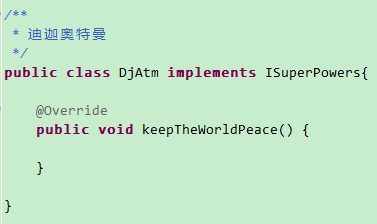 /**
 * 迪迦奥特曼
 */
public class DjAtm implements ISuperPowers{
    @Override
    public void keepTheWorldPeace() {
    }
}